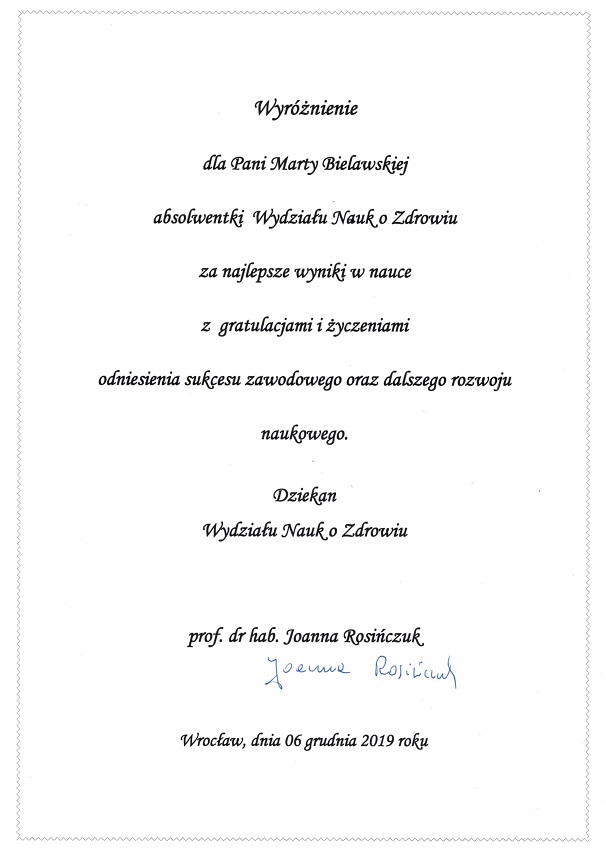 Wyróżnienie
dla Pani Marty Bielawskiej
absolwentki Wydziału Nauk o Zdrowiu
za najlepsze wyniki w nauce
z gratulacjami i życzeniami
odniesienia sukcesu zawodowego oraz dalszego rozwoju
naukowego.
Dziekan
Wydziału Nauk o Zdrowiu
prof. dr hab. Joanna Rosińczuk
Joanna Rosińczuk
Wrocław, dnia 06 grudnia 2019 roku